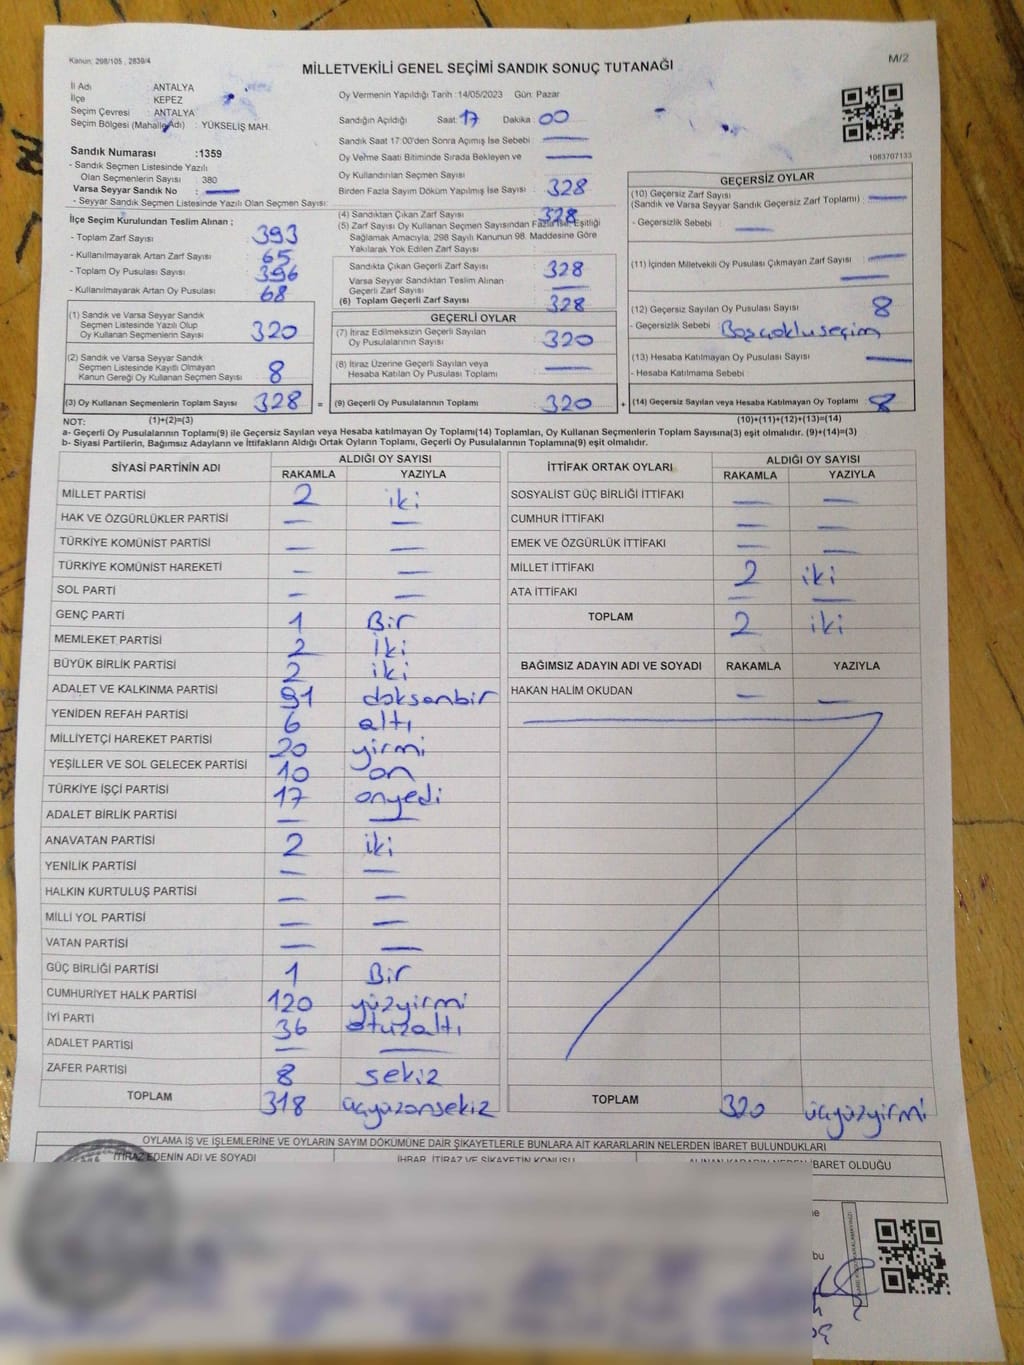 Kanun: 298/105 , 2839/4
M/2
MİLLETVEKİLİ GENEL SEÇİMİ SANDIK SONUÇ TUTANAĞI
İl Adı : ANTALYA
İlçe : KEPEZ
Seçim Çevresi : ANTALYA
Seçim Bölgesi (Mahalle Adı) : YÜKSELİŞ MAH.
Sandık Numarası :1359
- Sandık Seçmen Listesinde Yazılı
Olan Seçmenlerin Sayısı : 380
Varsa Seyyar Sandık No : —
- Seyyar Sandık Seçmen Listesinde Yazılı Olan Seçmen Sayısı:
İlçe Seçim Kurulundan Teslim Alınan ;
- Toplam Zarf Sayısı : 393
- Kullanılmayarak Artan Zarf Sayısı : 65
- Toplam Oy Pusulası : 396
- Kullanılmayarak Artan Oy Pusulası : 68
(1) Sandık ve Varsa Seyyar Sandık
Seçmen Listesinde Yazılı Olup
Oy Kullanan Seçmenlerin Sayısı : 320
(2) Sandık ve Varsa Seyyar Sandık
Seçmen Listesinde Kayıtlı Olmayan
Kanun Gereği Oy Kullanan Seçmen Sayısı : 8
(3) Oy Kullanan Seçmenlerin Toplam Sayısı : 328 =
Oy Vermenin Yapıldığı Tarih :14/05/2023 Gün: Pazar
Sandığın Açıldığı Saat: 17 Dakika: 00
Sandık Saat 17:00'den Sonra Açılmış İse Sebebi : —
Oy Verme Saati Bitiminde Sırada Bekleyen ve : —
Oy Kullandırılan Seçmen Sayısı
Birden Fazla Sayım Döküm Yapılmış İse Sayısı : 328
(4) Sandıktan Çıkan Zarf Sayısı : 328
(5) Zarf Sayısı Oy Kullanan Seçmen Sayısından Fazla İse, Eşitliği
Sağlamak Amacıyla, 298 Sayılı Kanunun 98. Maddesine Göre
Yakılarak Yok Edilen Zarf Sayısı
Sandıkta Çıkan Geçerli Zarf Sayısı : 328
Varsa Seyyar Sandıktan Teslim Alınan
Geçerli Zarf Sayısı : —
(6) Toplam Geçerli Zarf Sayısı : 328
GEÇERLİ OYLAR
(7) İtiraz Edilmeksizin Geçerli Sayılan
Oy Pusulalarının Sayısı : 320
(8) İtiraz Üzerine Geçerli Sayılan veya
Hesaba Katılan Oy Pusulası Toplamı : —
(9) Geçerli Oy Pusulalarının Toplamı : 320 +
1083707133
GEÇERSİZ OYLAR
(10) Geçersiz Zarf Sayısı
(Sandık ve Varsa Seyyar Sandık Geçersiz Zarf Toplamı) : —
- Geçersizlik Sebebi : —
(11) İçinden Milletvekili Oy Pusulası Çıkmayan Zarf Sayısı : —
(12) Geçersiz Sayılan Oy Pusulası Sayısı : 8
- Geçersizlik Sebebi : Boş çoklu seçim
(13) Hesaba Katılmayan Oy Pusulası Sayısı : —
- Hesaba Katılmama Sebebi :
(14) Geçersiz Sayılan veya Hesaba Katılmayan Oy Toplamı : 8
NOT: (1)+(2)=(3) (10)+(11)+(12)+(13)=(14)
a- Geçerli Oy Pusulalarının Toplamı(9) ile Geçersiz Sayılan veya Hesaba Katılmayan Oy Toplamı(14) Toplamları, Oy Kullanan Seçmenlerin Toplam Sayısına(3) eşit olmalıdır. (9)+(14)=(3)
b- Siyasi Partilerin, Bağımsız Adayların ve İttifakların Aldığı Ortak Oyların Toplamı, Geçerli Oy Pusulalarının Toplamına(9) eşit olmalıdır.
SİYASİ PARTİNİN ADI ALDIĞI OY SAYISI
RAKAMLA YAZIYLA
MİLLET PARTİSİ 2 iki
HAK VE ÖZGÜRLÜKLER PARTİSİ — —
TÜRKİYE KOMÜNİST PARTİSİ — —
TÜRKİYE KOMÜNİST HAREKETİ — —
SOL PARTİ — —
GENÇ PARTİ 1 Bir
MEMLEKET PARTİSİ 2 iki
BÜYÜK BİRLİK PARTİSİ 2 iki
ADALET VE KALKINMA PARTİSİ 91 doksanbir
YENİDEN REFAH PARTİSİ 6 altı
MİLLİYETÇİ HAREKET PARTİSİ 20 yirmi
YEŞİLLER VE SOL GELECEK PARTİSİ 10 on
TÜRKİYE İŞÇİ PARTİSİ 17 onyedi
ADALET BİRLİK PARTİSİ — —
ANAVATAN PARTİSİ 2 iki
YENİLİK PARTİSİ — —
HALKIN KURTULUŞ PARTİSİ — —
MİLLİ YOL PARTİSİ — —
VATAN PARTİSİ — —
GÜÇ BİRLİĞİ PARTİSİ 1 Bir
CUMHURİYET HALK PARTİSİ 120 yüzyirmi
İYİ PARTİ 36 otuzaltı
ADALET PARTİSİ — —
ZAFER PARTİSİ 8 sekiz
TOPLAM 318 üçyüzonsekiz
İTTİFAK ORTAK OYLARI ALDIĞI OY SAYISI
RAKAMLA YAZIYLA
SOSYALİST GÜÇ BİRLİĞİ İTTİFAKI — —
CUMHUR İTTİFAKI — —
EMEK VE ÖZGÜRLÜK İTTİFAKI — —
MİLLET İTTİFAKI 2 iki
ATA İTTİFAKI — —
TOPLAM 2 iki
BAĞIMSIZ ADAYIN ADI VE SOYADI RAKAMLA YAZIYLA
HAKAN HALİM OKUDAN — —
TOPLAM 320 üçyüzyirmi
OYLAMA İŞ VE İŞLEMLERİNE VE OYLARIN SAYIM DÖKÜMÜNE DAİR ŞİKAYETLERLE BUNLARA AİT KARARLARIN NELERDEN İBARET BULUNDUKLARI
İTİRAZ EDENİN ADI VE SOYADI İHBAR, İTİRAZ VE ŞİKAYETİN KONUSU ALINAN KARARIN NEDEN İBARET OLDUĞU
bu